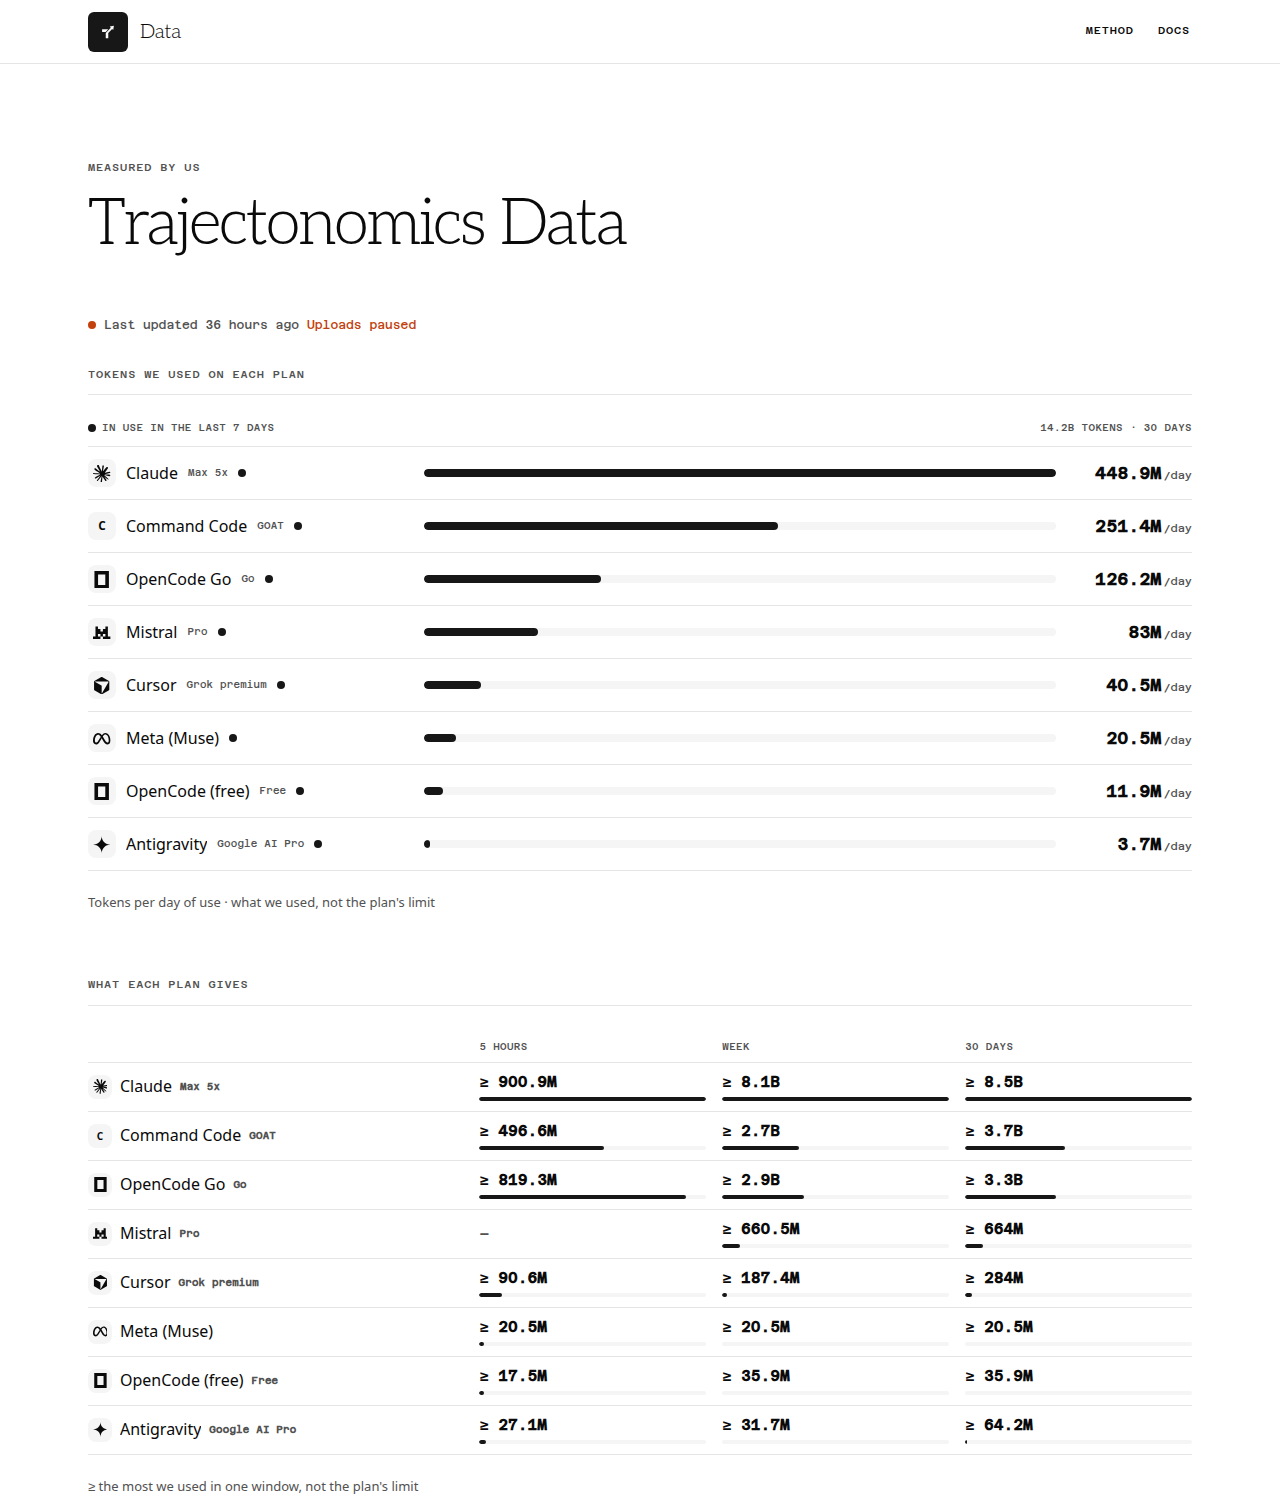 Data
METHOD DOCS
MEASURED BY US
Trajectonomics Data
Last updated 36 hours ago Uploads paused
TOKENS WE USED ON EACH PLAN
IN USE IN THE LAST 7 DAYS 14.2B TOKENS · 30 DAYS
Claude Max 5x 448.9M/day
C Command Code GOAT 251.4M/day
OpenCode Go Go 126.2M/day
Mistral Pro 83M/day
Cursor Grok premium 40.5M/day
Meta (Muse) 20.5M/day
OpenCode (free) Free 11.9M/day
Antigravity Google AI Pro 3.7M/day
Tokens per day of use · what we used, not the plan's limit
WHAT EACH PLAN GIVES
5 HOURS WEEK 30 DAYS
Claude Max 5x ≥ 900.9M ≥ 8.1B ≥ 8.5B
C Command Code GOAT ≥ 496.6M ≥ 2.7B ≥ 3.7B
OpenCode Go Go ≥ 819.3M ≥ 2.9B ≥ 3.3B
Mistral Pro — ≥ 660.5M ≥ 664M
Cursor Grok premium ≥ 90.6M ≥ 187.4M ≥ 284M
Meta (Muse) ≥ 20.5M ≥ 20.5M ≥ 20.5M
OpenCode (free) Free ≥ 17.5M ≥ 35.9M ≥ 35.9M
Antigravity Google AI Pro ≥ 27.1M ≥ 31.7M ≥ 64.2M
≥ the most we used in one window, not the plan's limit